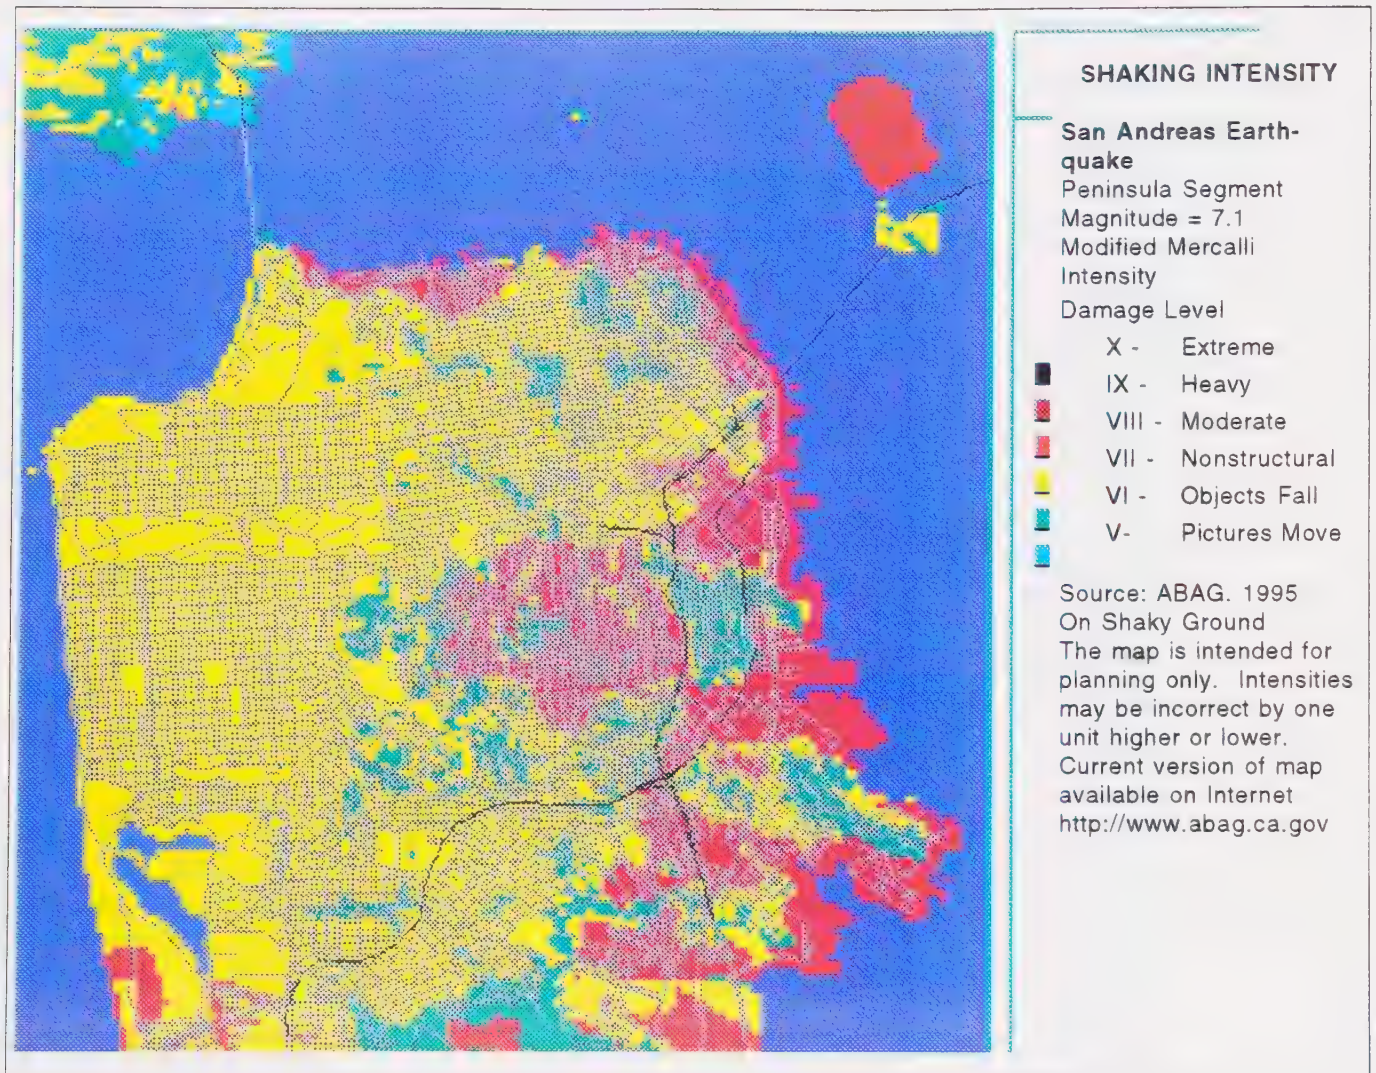 SHAKING INTENSITY
San Andreas Earth-
quake
Peninsula Segment
Magnitude = 7.1
Modified Mercalli
Intensity
Damage Level
X - Extreme
IX - Heavy
VIII - Moderate
VII - Nonstructural
VI - Objects Fall
V- Pictures Move
Source: ABAG. 1995
On Shaky Ground
The map is intended for
planning only. Intensities
may be incorrect by one
unit higher or lower.
Current version of map
available on Internet
http://www.abag.ca.gov